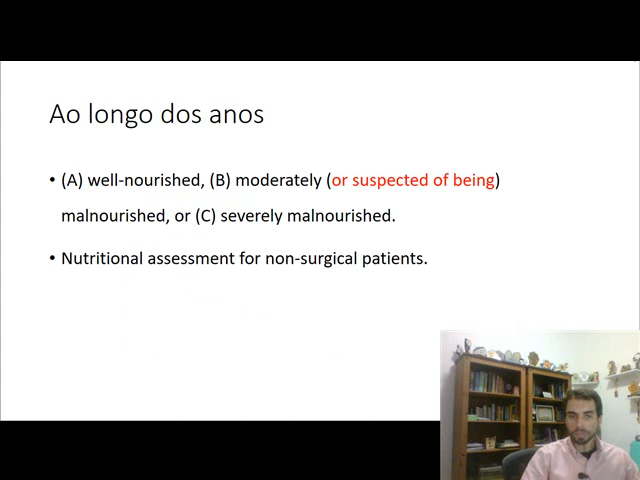 Ao longo dos anos
• (A) well-nourished, (B) moderately (or suspected of being)
malnourished, or (C) severely malnourished.
• Nutritional assessment for non-surgical patients.